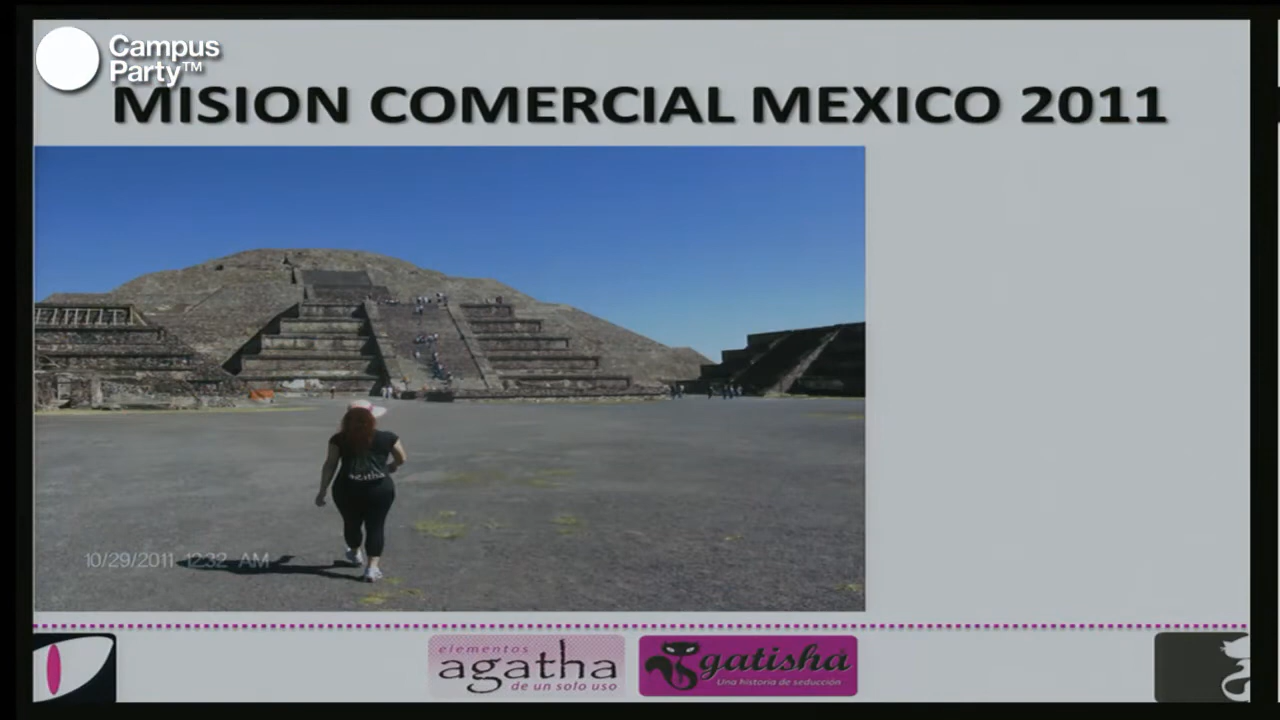 Campus
Party™
MISION COMERCIAL MEXICO 2011
agatha
10/29/2011 12:32 AM
elementos
agatha
de un solo uso
gatisha
Una historia de seducción